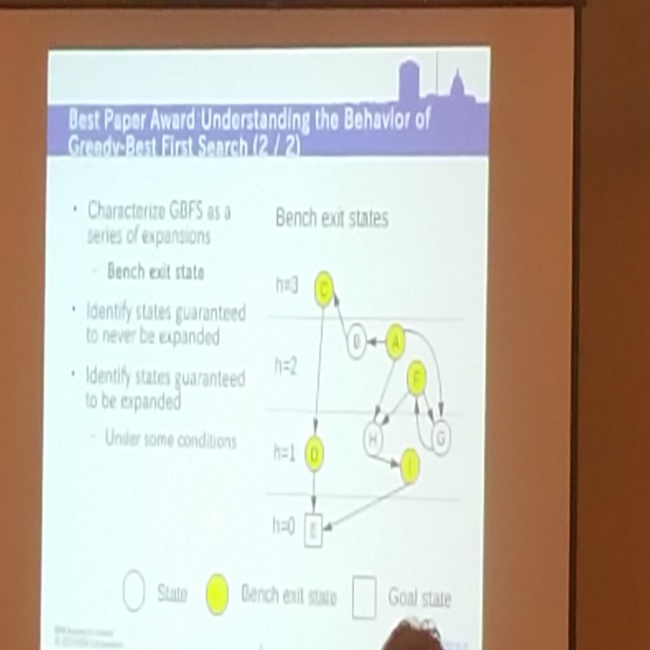 Best Paper Award Understanding the Behavior of
Greedy-Best First Search (2 / 2)
• Characterize GBFS as a
series of expansions
- Bench exit state
• Identify states guaranteed
to never be expanded
• Identify states guaranteed
to be expanded
- Under some conditions
Bench exit states
h=3
C
B
A
h=2
F
H
G
h=1
D
I
h=0
E
State
Bench exit state
Goal state